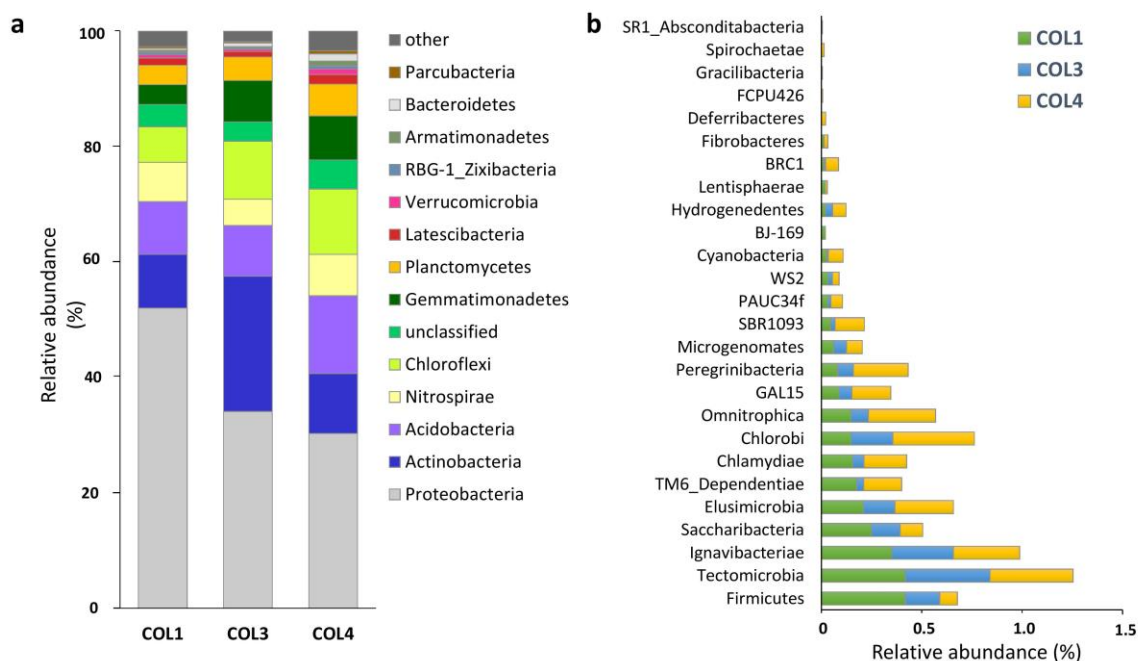 a
100
80
60
40
20
0
Relative abundance
(%)
COL1
COL3
COL4
other
Parcubacteria
Bacteroidetes
Armatimonadetes
RBG-1_Zixibacteria
Verrucomicrobia
Latescibacteria
Planctomycetes
Gemmatimonadetes
unclassified
Chloroflexi
Nitrospirae
Acidobacteria
Actinobacteria
Proteobacteria
b
SR1_Absconditabacteria
Spirochaetae
Gracilibacteria
FCPU426
Deferribacteres
Fibrobacteres
BRC1
Lentisphaerae
Hydrogenedentes
BJ-169
Cyanobacteria
WS2
PAUC34f
SBR1093
Microgenomates
Peregrinibacteria
GAL15
Omnitrophica
Chlorobi
Chlamydiae
TM6_Dependentiae
Elusimicrobia
Saccharibacteria
Ignavibacteriae
Tectomicrobia
Firmicutes
COL1
COL3
COL4
0
0.5
1.0
1.5
Relative abundance (%)